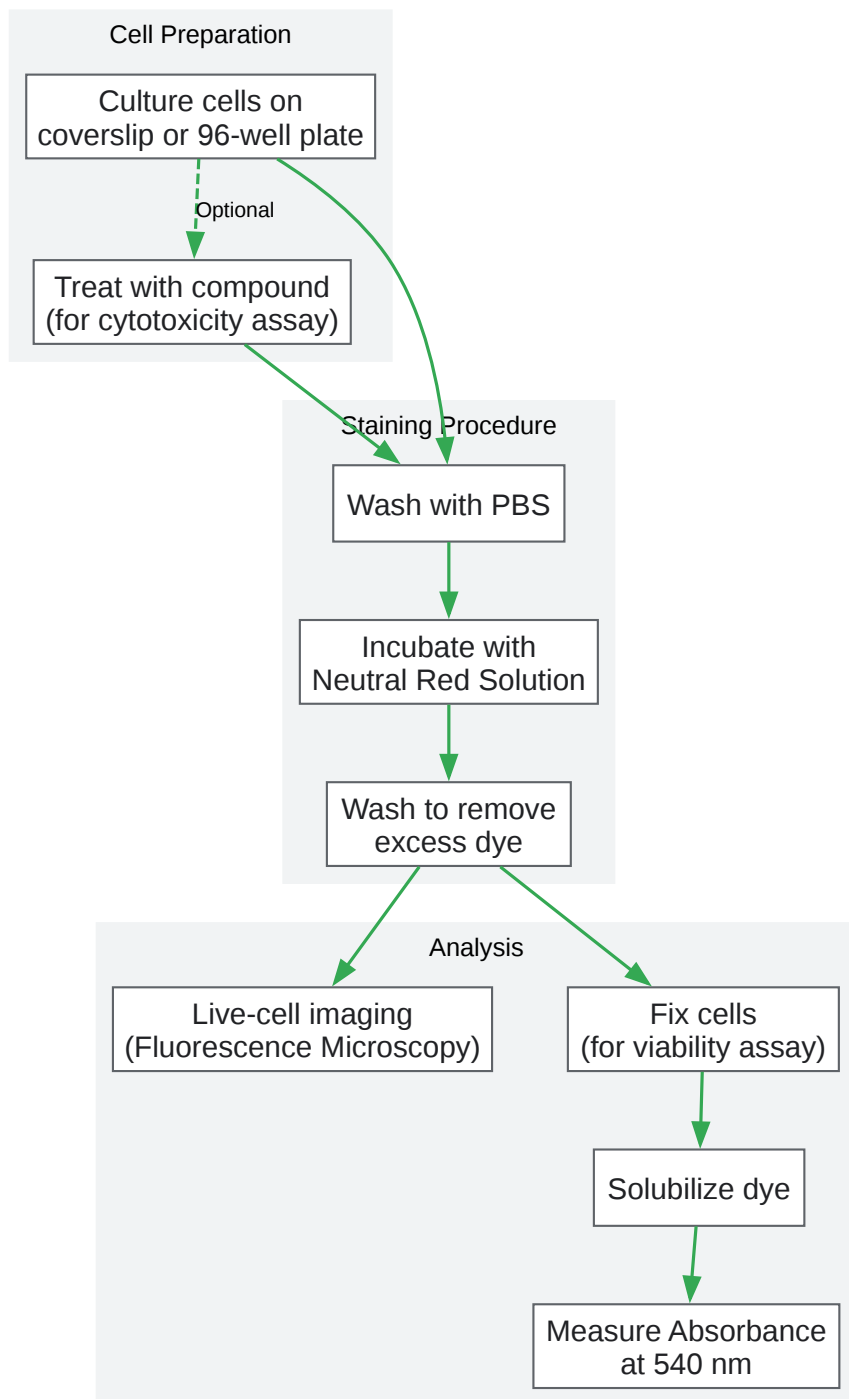 Cell Preparation
Culture cells on
coverslip or 96-well plate
Optional
Treat with compound
(for cytotoxicity assay)
Staining Procedure
Wash with PBS
Incubate with
Neutral Red Solution
Wash to remove
excess dye
Analysis
Live-cell imaging
(Fluorescence Microscopy)
Fix cells
(for viability assay)
Solubilize dye
Measure Absorbance
at 540 nm